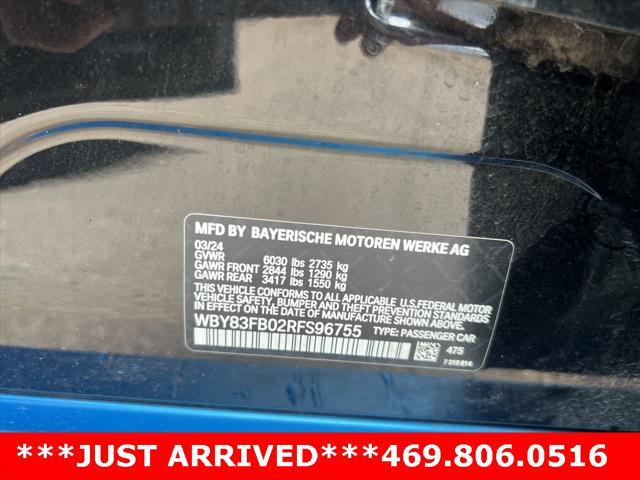 MFD BY BAYERISCHE MOTOREN WERKE AG
03/24
GVWR 6030 lbs 2735 kg
GAWR FRONT 2844 lbs 1290 kg
GAWR REAR 3417 lbs 1550 kg
THIS VEHICLE CONFORMS TO ALL APPLICABLE U.S.FEDERAL MOTOR
VEHICLE SAFETY, BUMPER AND THEFT PREVENTION STANDARDS
IN EFFECT ON THE DATE OF MANUFACTURE SHOWN ABOVE.
WBY83FB02RFS96755 TYPE: PASSENGER CAR
475
***JUST ARRIVED***469.806.0516